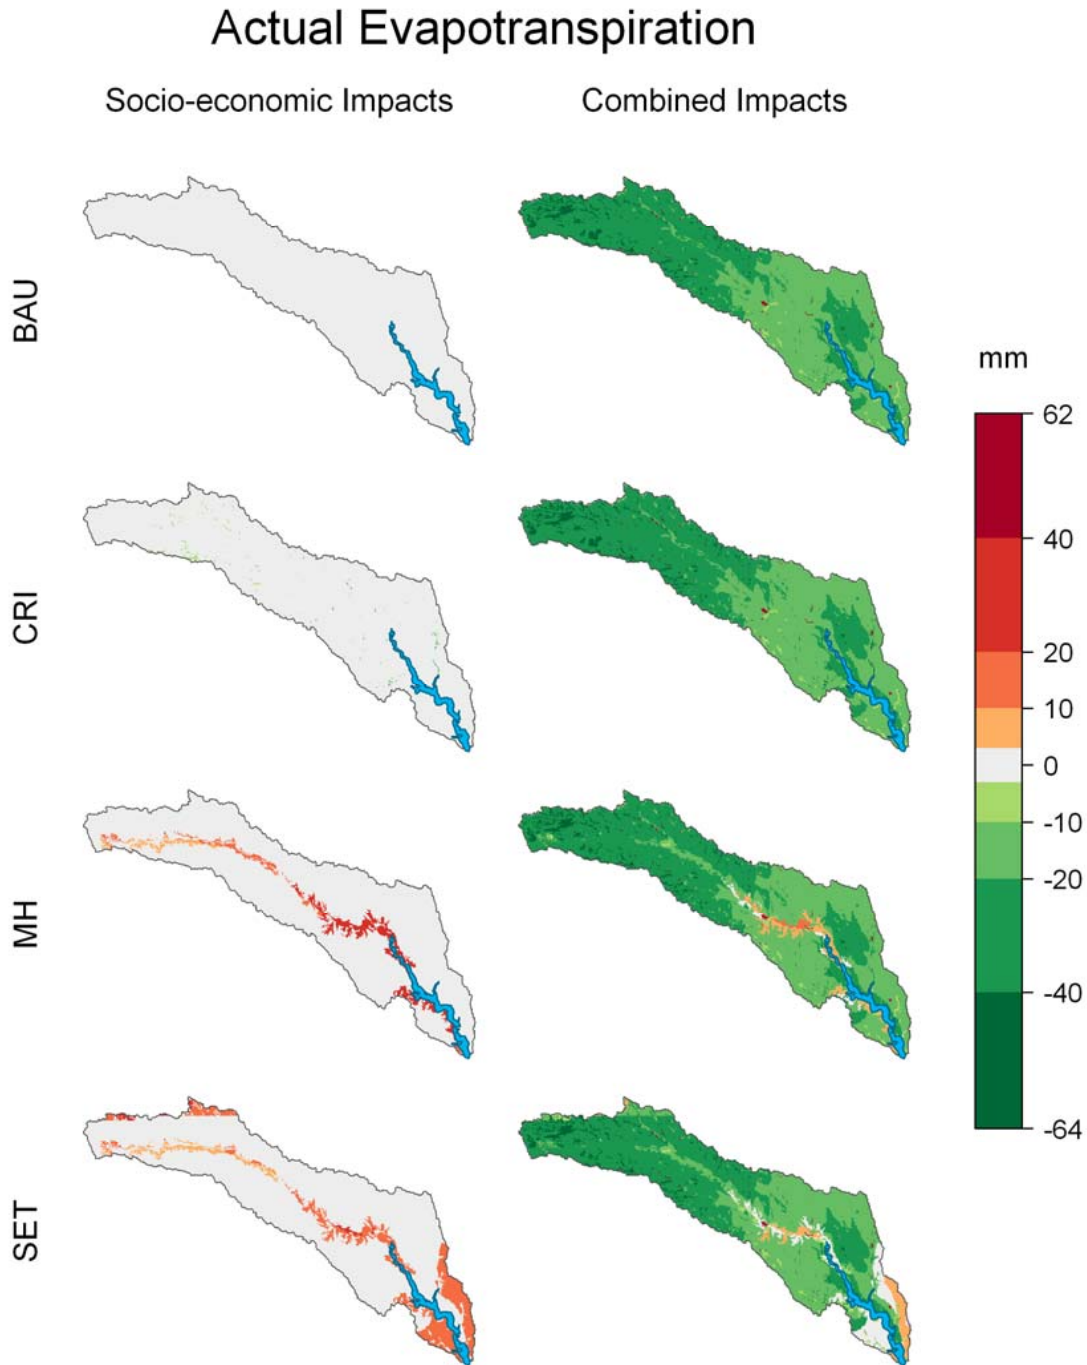 Actual Evapotranspiration
Socio-economic Impacts
Combined Impacts
BAU
CRI
MH
SET
mm
62
40
20
10
0
-10
-20
-40
-64